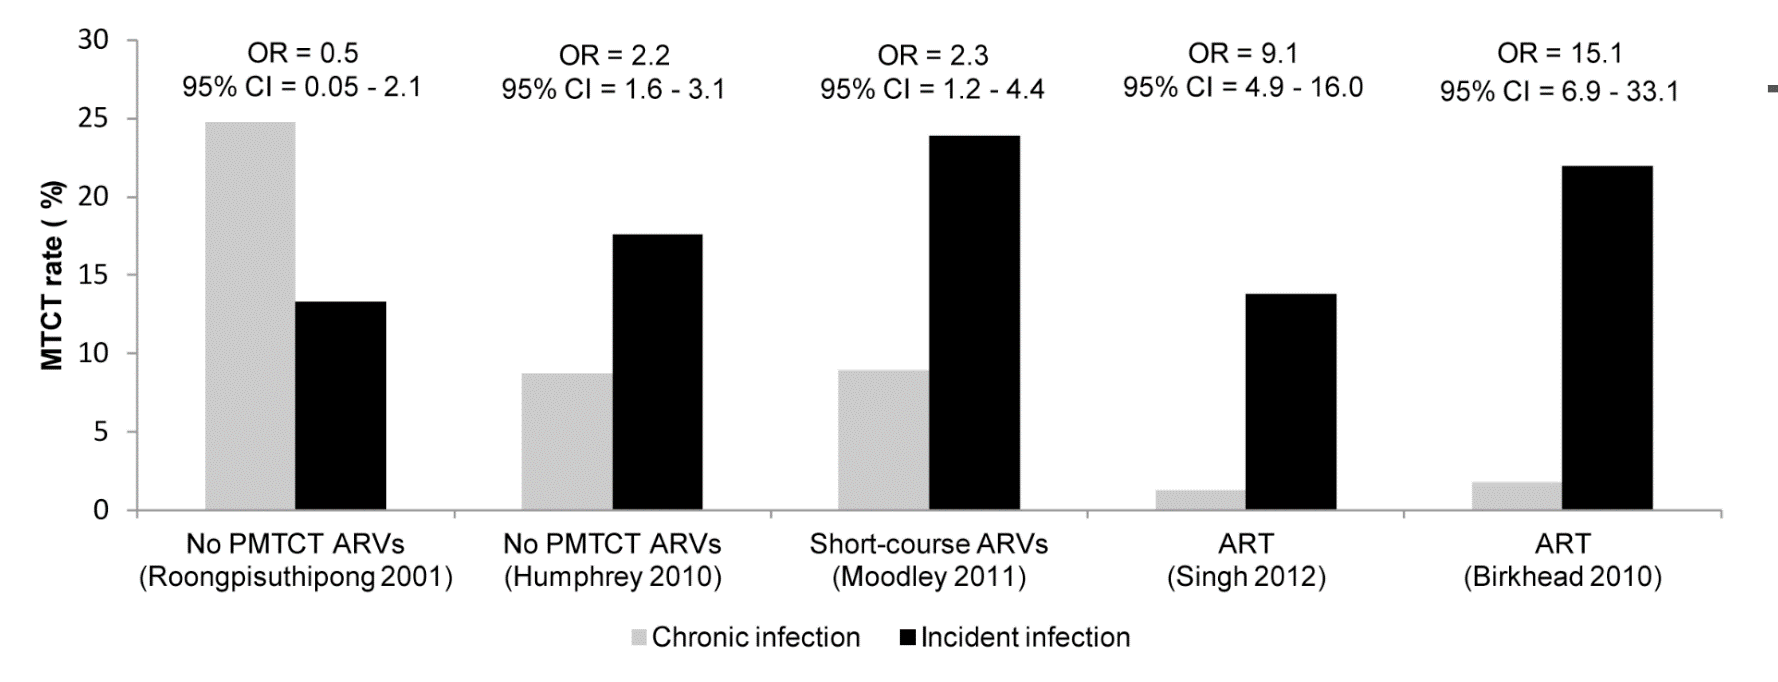 OR = 0.5
95% CI = 0.05 - 2.1
OR = 2.2
95% CI = 1.6 - 3.1
OR = 2.3
95% CI = 1.2 - 4.4
OR = 9.1
95% CI = 4.9 - 16.0
OR = 15.1
95% CI = 6.9 - 33.1
MTCT rate ( %)
30
25
20
15
10
5
0
No PMTCT ARVs
(Roongpisuthipong 2001)
No PMTCT ARVs
(Humphrey 2010)
Short-course ARVs
(Moodley 2011)
ART
(Singh 2012)
ART
(Birkhead 2010)
Chronic infection
Incident infection